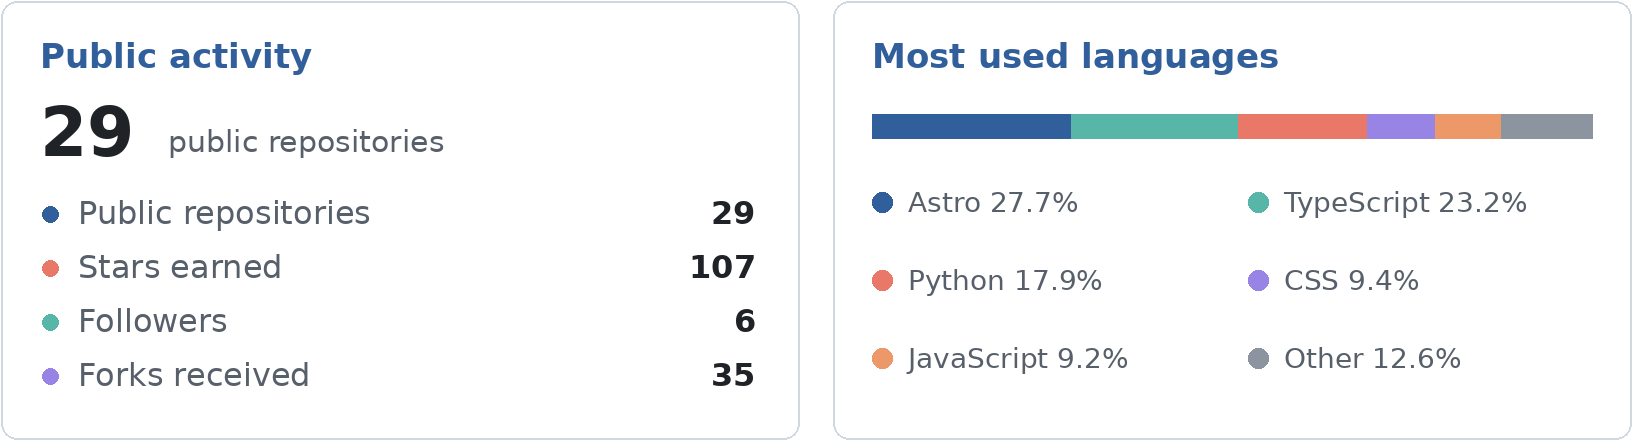 Public activity
29 public repositories
Public repositories 29
Stars earned 107
Followers 6
Forks received 35
Most used languages
Astro 27.7%
TypeScript 23.2%
Python 17.9%
CSS 9.4%
JavaScript 9.2%
Other 12.6%